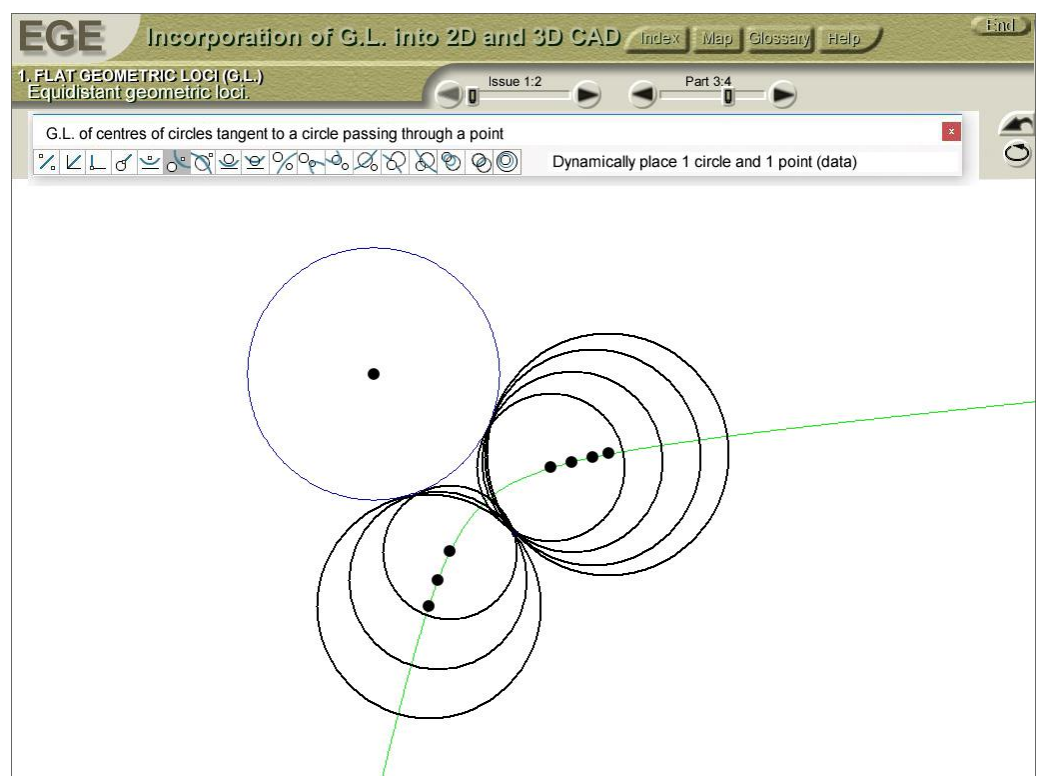 EGE
Incorporation of G.L. into 2D and 3D CAD
Index Map Glossary Help
End
1. FLAT GEOMETRIC LOCI (G.L.)
Equidistant geometric loci.
Issue 1:2
Part 3:4
G.L. of centres of circles tangent to a circle passing through a point
x
Dynamically place 1 circle and 1 point (data)